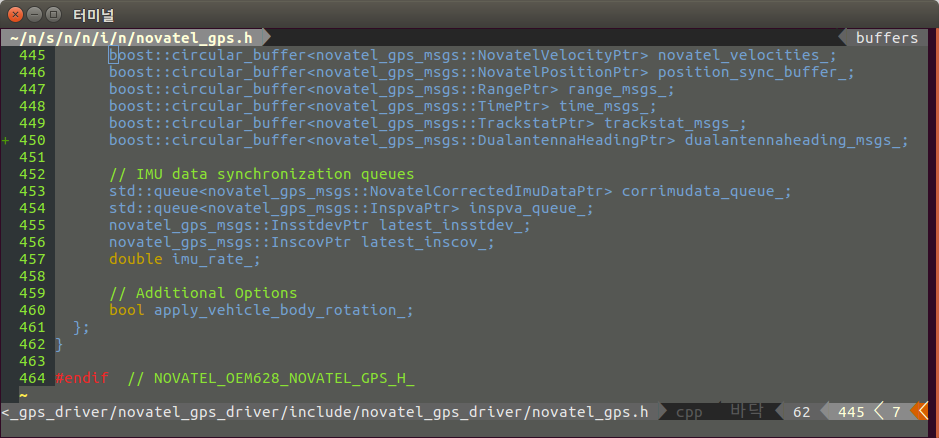 터미널
~/n/s/n/n/i/n/novatel_gps.h buffers
445 boost::circular_buffer<novatel_gps_msgs::NovatelVelocityPtr> novatel_velocities_;
446 boost::circular_buffer<novatel_gps_msgs::NovatelPositionPtr> position_sync_buffer_;
447 boost::circular_buffer<novatel_gps_msgs::RangePtr> range_msgs_;
448 boost::circular_buffer<novatel_gps_msgs::TimePtr> time_msgs_;
449 boost::circular_buffer<novatel_gps_msgs::TrackstatPtr> trackstat_msgs_;
+ 450 boost::circular_buffer<novatel_gps_msgs::DualantennaHeadingPtr> dualantennaheading_msgs_;
451
452 // IMU data synchronization queues
453 std::queue<novatel_gps_msgs::NovatelCorrectedImuDataPtr> corrimudata_queue_;
454 std::queue<novatel_gps_msgs::InspvaPtr> inspva_queue_;
455 novatel_gps_msgs::InsstdevPtr latest_insstdev_;
456 novatel_gps_msgs::InscovPtr latest_inscov_;
457 double imu_rate_;
458
459 // Additional Options
460 bool apply_vehicle_body_rotation_;
461 };
462 }
463
464 #endif // NOVATEL_OEM628_NOVATEL_GPS_H_
~
<_gps_driver/novatel_gps_driver/include/novatel_gps_driver/novatel_gps.h cpp 바닥 62 445 7